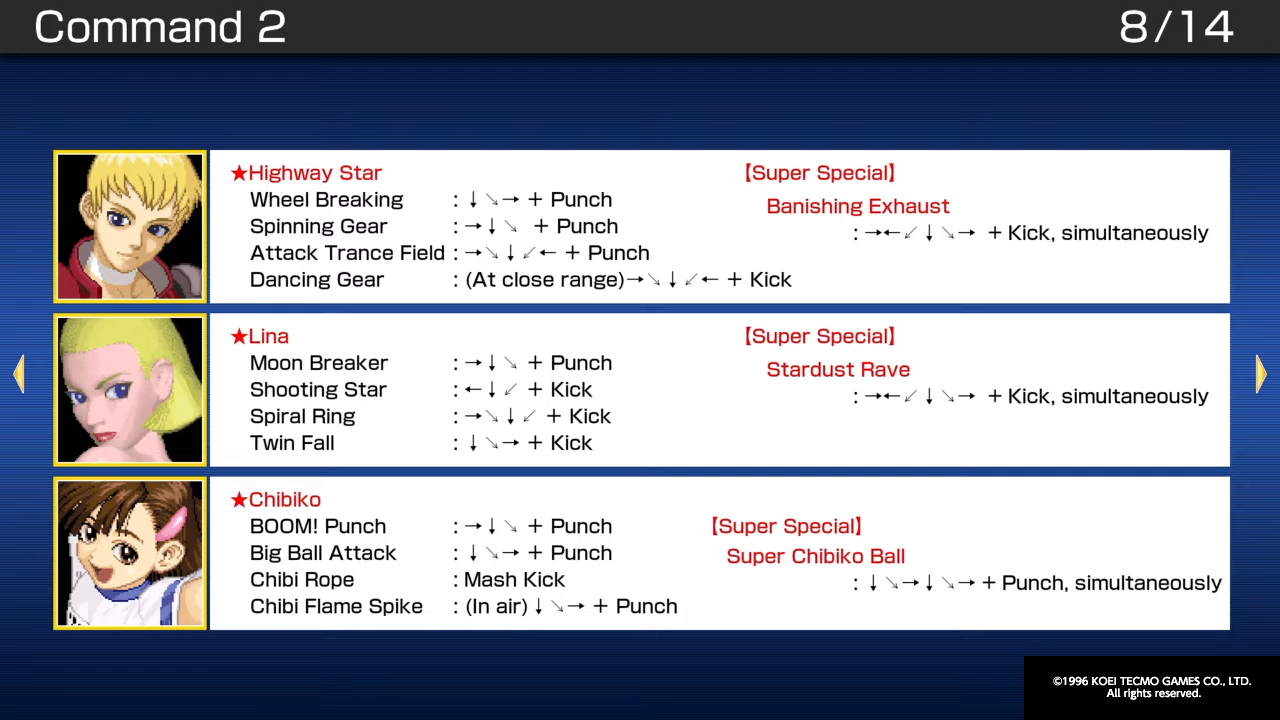 Command 2
8/14
★Highway Star
Wheel Breaking : ↓↘→ + Punch
Spinning Gear : →↓↘ + Punch
Attack Trance Field : →↘↓↙← + Punch
Dancing Gear : (At close range)→↘↓↙← + Kick
【Super Special】
Banishing Exhaust
: →←↙↓↘→ + Kick, simultaneously
★Lina
Moon Breaker : →↓↘ + Punch
Shooting Star : ←↓↙ + Kick
Spiral Ring : →↘↓↙ + Kick
Twin Fall : ↓↘→ + Kick
【Super Special】
Stardust Rave
: →←↙↓↘→ + Kick, simultaneously
★Chibiko
BOOM! Punch : →↓↘ + Punch
Big Ball Attack : ↓↘→ + Punch
Chibi Rope : Mash Kick
Chibi Flame Spike : (In air)↓↘→ + Punch
【Super Special】
Super Chibiko Ball
: ↓↘→↓↘→ + Punch, simultaneously
©1996 KOEI TECMO GAMES CO., LTD.
All rights reserved.